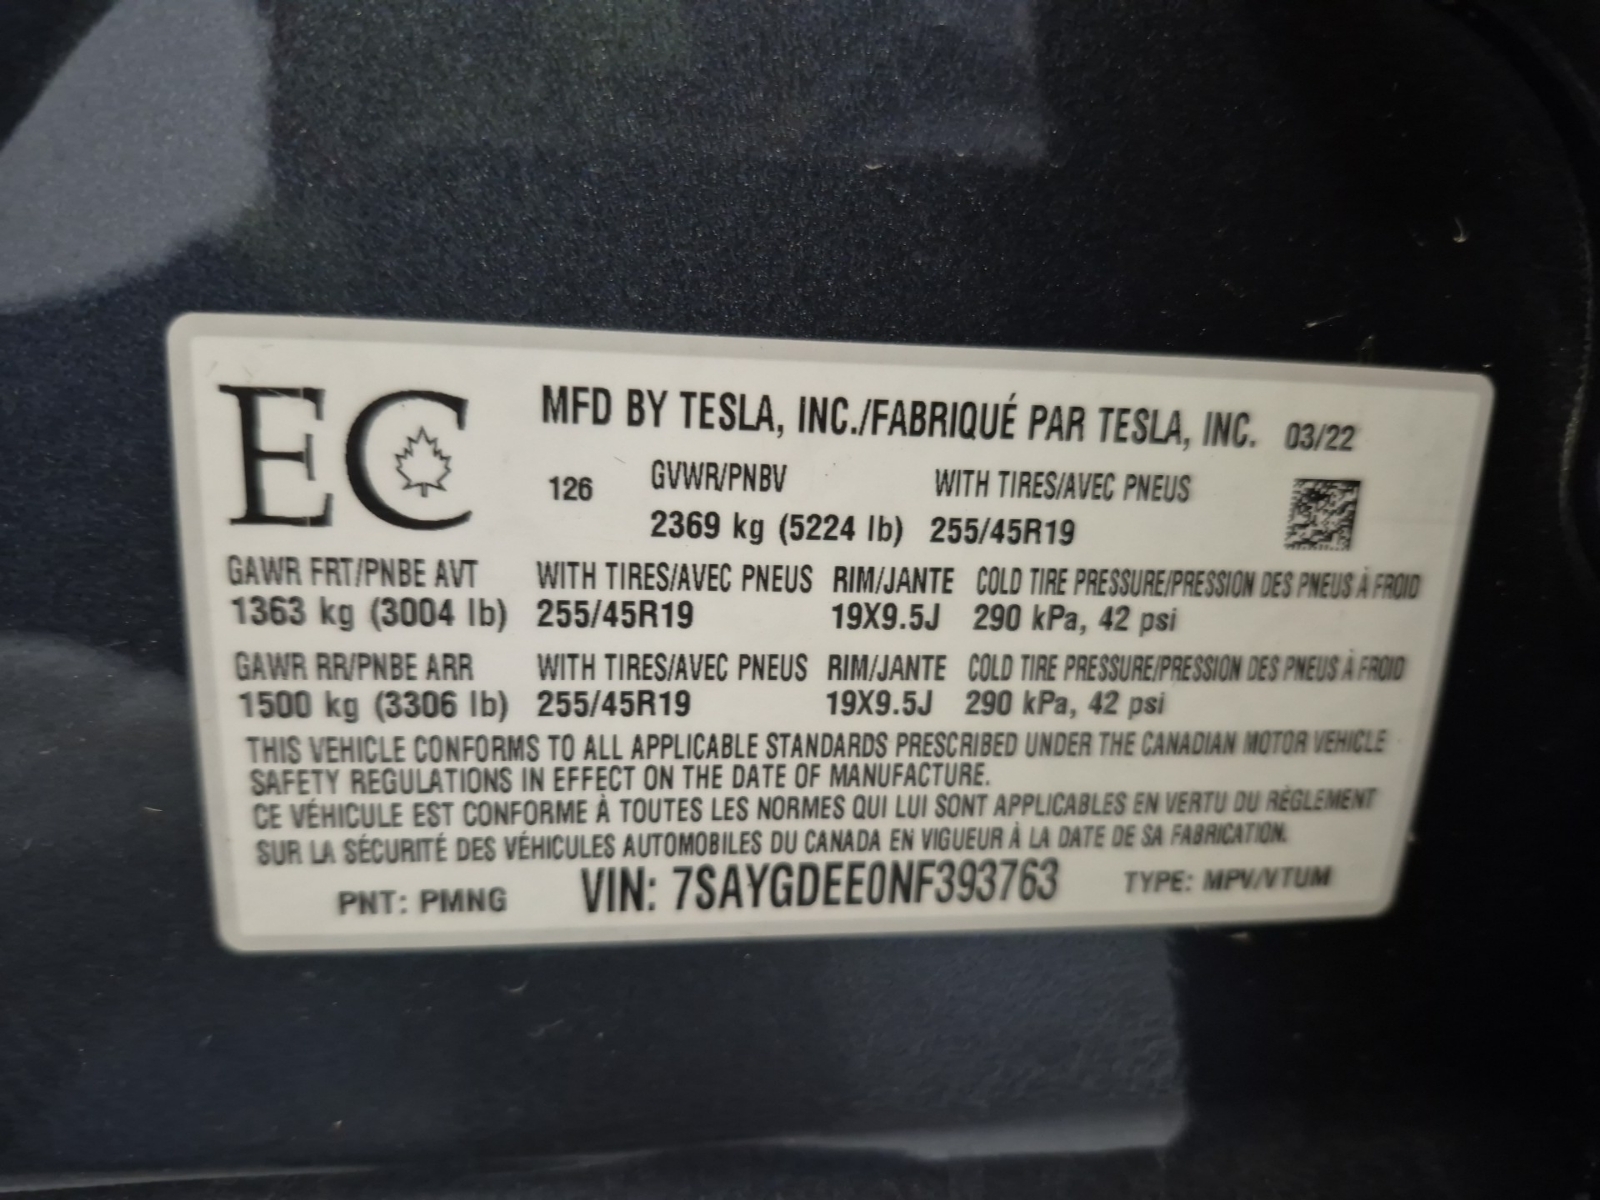 EC
MFD BY TESLA, INC./FABRIQUÉ PAR TESLA, INC. 03/22
126 GVWR/PNBV WITH TIRES/AVEC PNEUS
2369 kg (5224 lb) 255/45R19
GAWR FRT/PNBE AVT WITH TIRES/AVEC PNEUS RIM/JANTE COLD TIRE PRESSURE/PRESSION DES PNEUS À FROID
1363 kg (3004 lb) 255/45R19 19X9.5J 290 kPa, 42 psi
GAWR RR/PNBE ARR WITH TIRES/AVEC PNEUS RIM/JANTE COLD TIRE PRESSURE/PRESSION DES PNEUS À FROID
1500 kg (3306 lb) 255/45R19 19X9.5J 290 kPa, 42 psi
THIS VEHICLE CONFORMS TO ALL APPLICABLE STANDARDS PRESCRIBED UNDER THE CANADIAN MOTOR VEHICLE
SAFETY REGULATIONS IN EFFECT ON THE DATE OF MANUFACTURE.
CE VÉHICULE EST CONFORME À TOUTES LES NORMES QUI LUI SONT APPLICABLES EN VERTU DU RÈGLEMENT
SUR LA SÉCURITÉ DES VÉHICULES AUTOMOBILES DU CANADA EN VIGUEUR À LA DATE DE SA FABRICATION.
PNT: PMNG VIN: 7SAYGDEE0NF393763 TYPE: MPV/VTUM